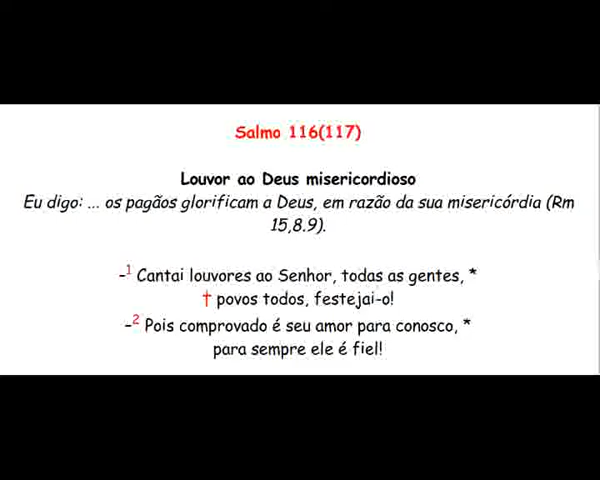 Salmo 116(117)
Louvor ao Deus misericordioso
Eu digo: ... os pagãos glorificam a Deus, em razão da sua misericórdia (Rm
15,8.9).
–1 Cantai louvores ao Senhor, todas as gentes, *
† povos todos, festejai-o!
–2 Pois comprovado é seu amor para conosco, *
para sempre ele é fiel!